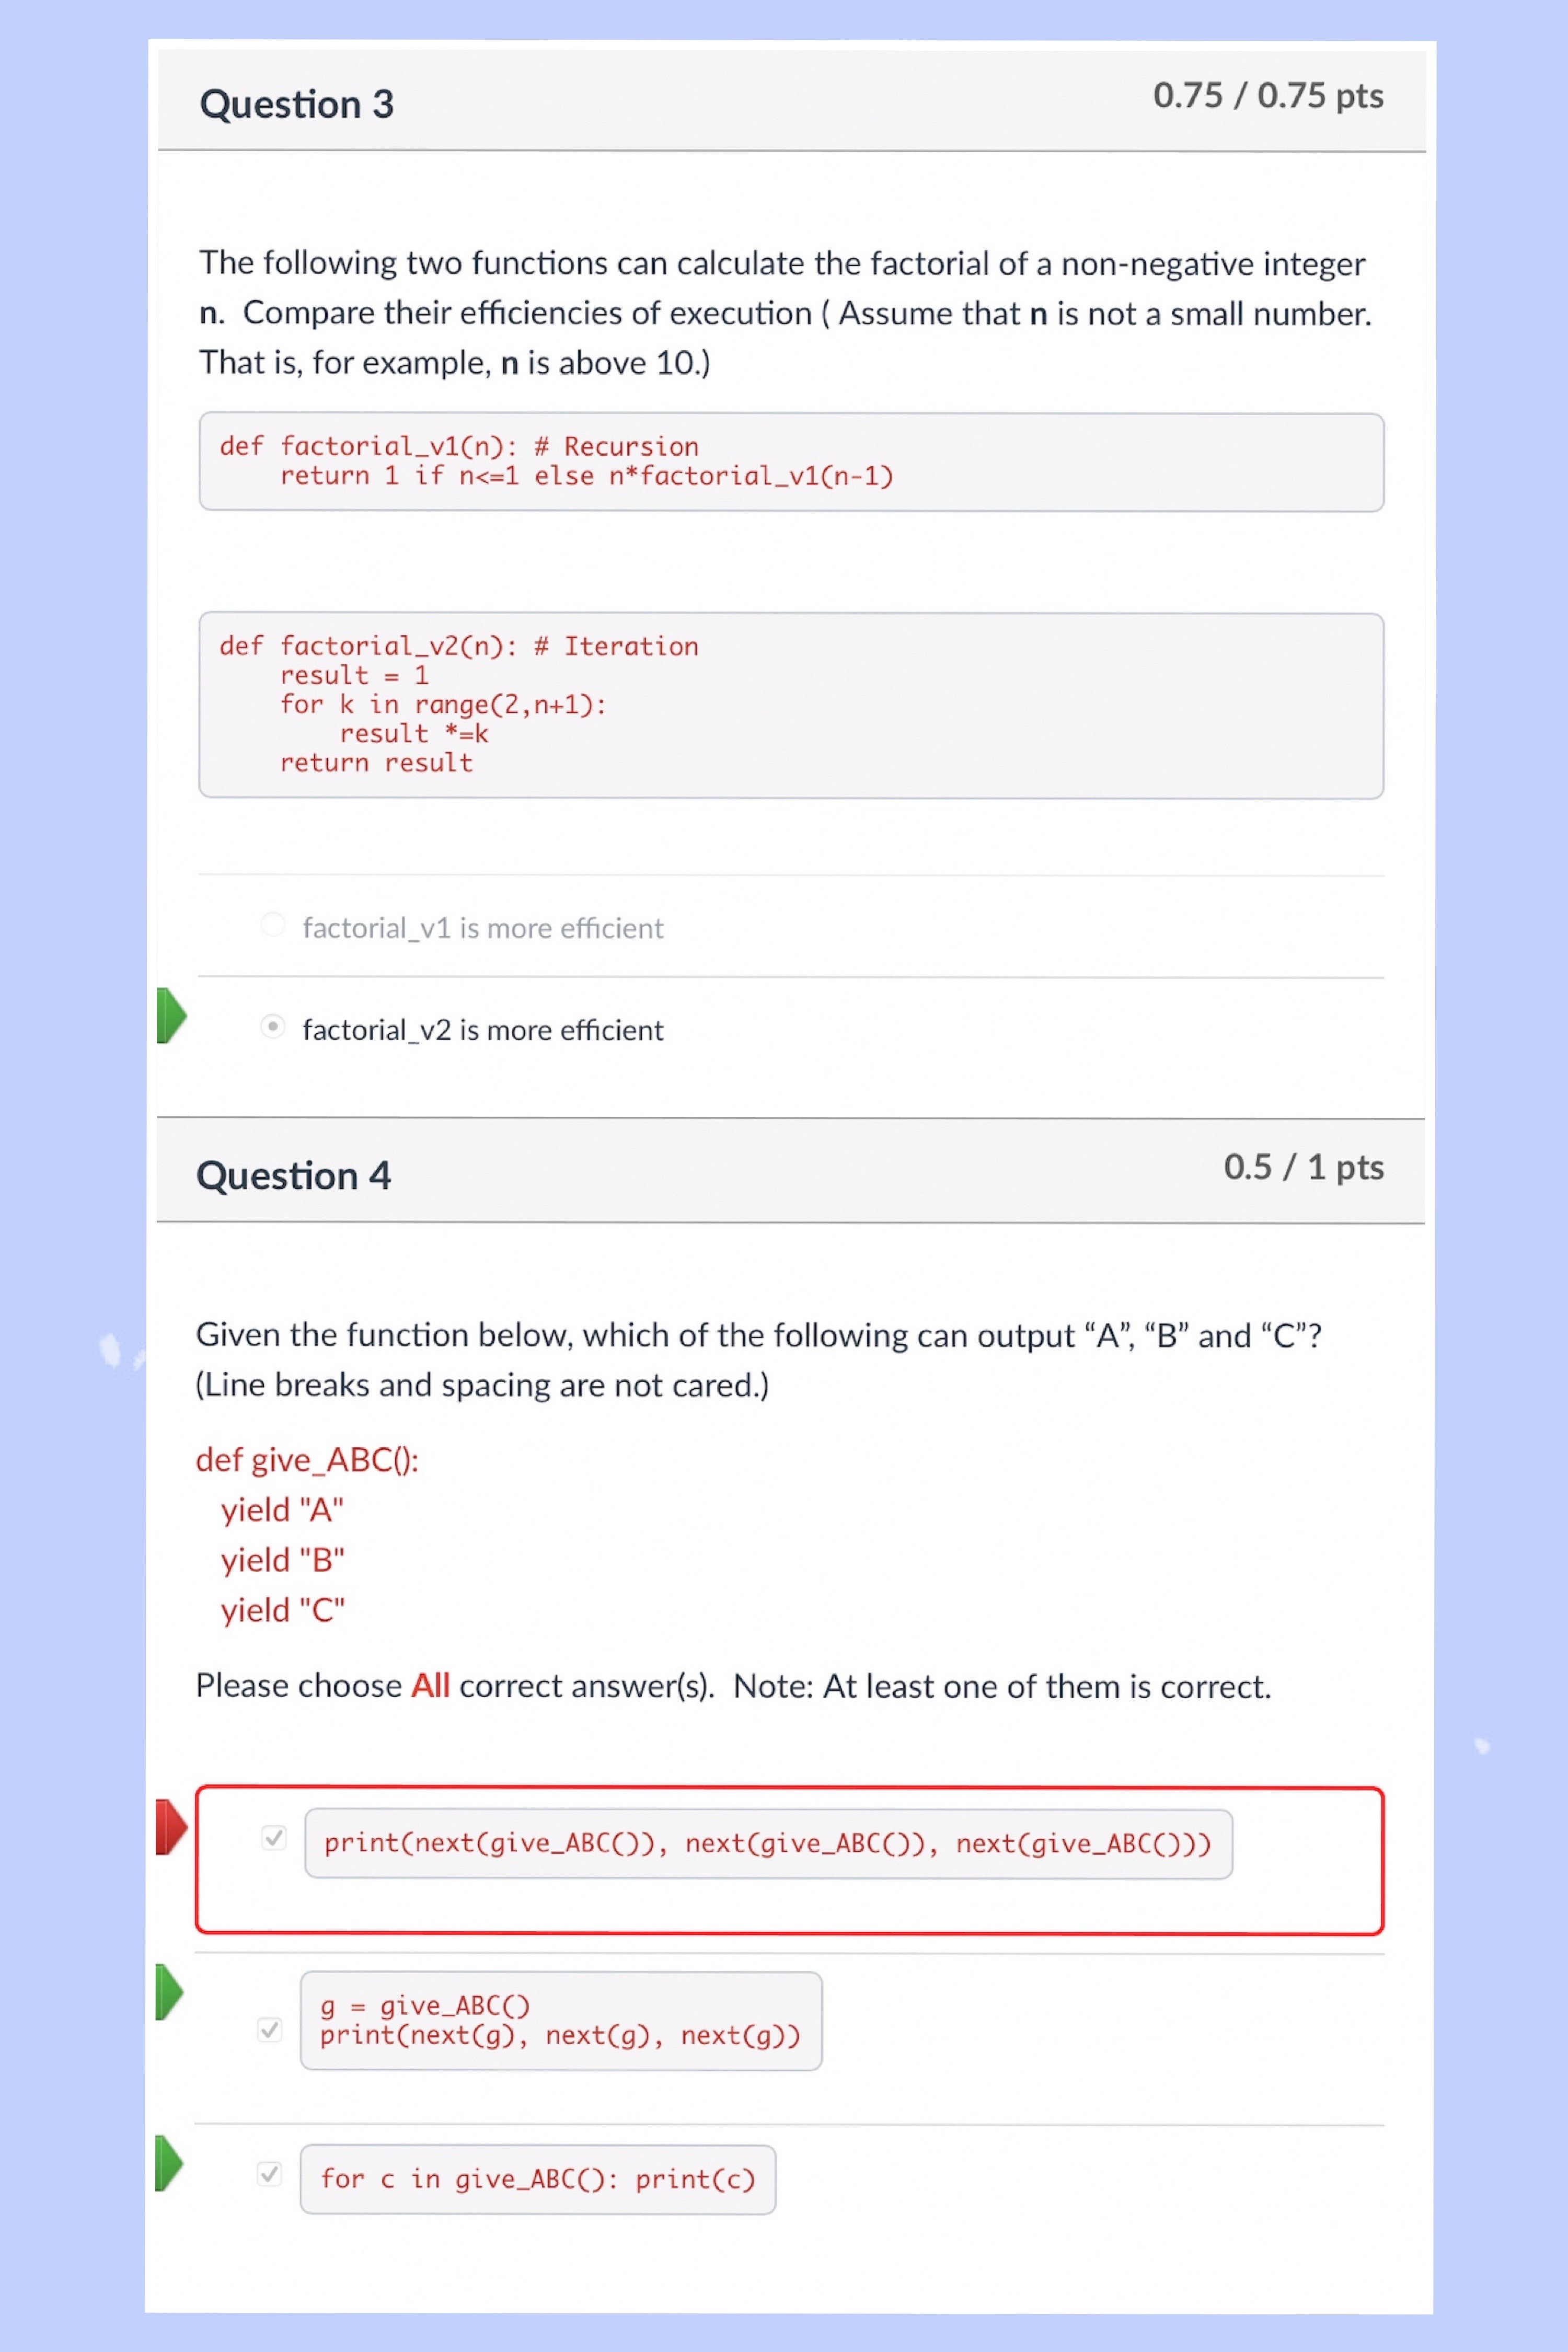 Question 3
0.75 / 0.75 pts
The following two functions can calculate the factorial of a non-negative integer
n.  Compare their efficiencies of execution ( Assume that n is not a small number.
That is, for example, n is above 10.)
def factorial_v1(n): # Recursion
    return 1 if n<=1 else n*factorial_v1(n-1)
def factorial_v2(n): # Iteration
    result = 1
    for k in range(2,n+1):
        result *=k
    return result
factorial_v1 is more efficient
factorial_v2 is more efficient
Question 4
0.5 / 1 pts
Given the function below, which of the following can output “A”, “B” and “C”?
(Line breaks and spacing are not cared.)
def give_ABC():
   yield "A"
   yield "B"
   yield "C"
Please choose All correct answer(s).  Note: At least one of them is correct.
print(next(give_ABC()), next(give_ABC()), next(give_ABC()))
g = give_ABC()
print(next(g), next(g), next(g))
for c in give_ABC(): print(c)